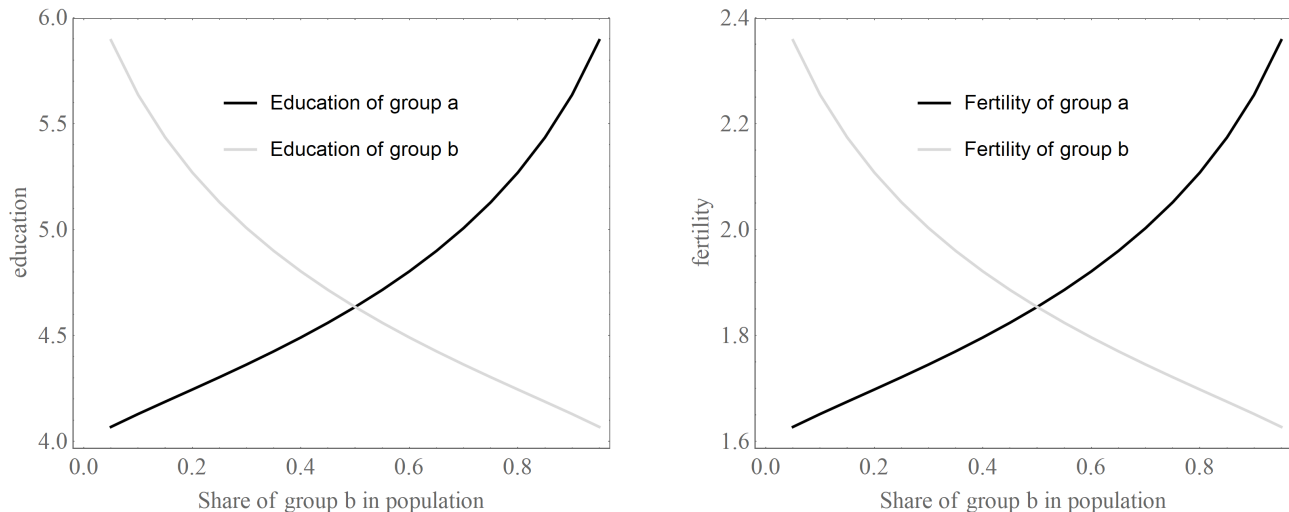 6.0
5.5
5.0
4.5
4.0
education
Education of group a
Education of group b
0.0 0.2 0.4 0.6 0.8
Share of group b in population
2.4
2.2
2.0
1.8
1.6
fertility
Fertility of group a
Fertility of group b
0.0 0.2 0.4 0.6 0.8
Share of group b in population